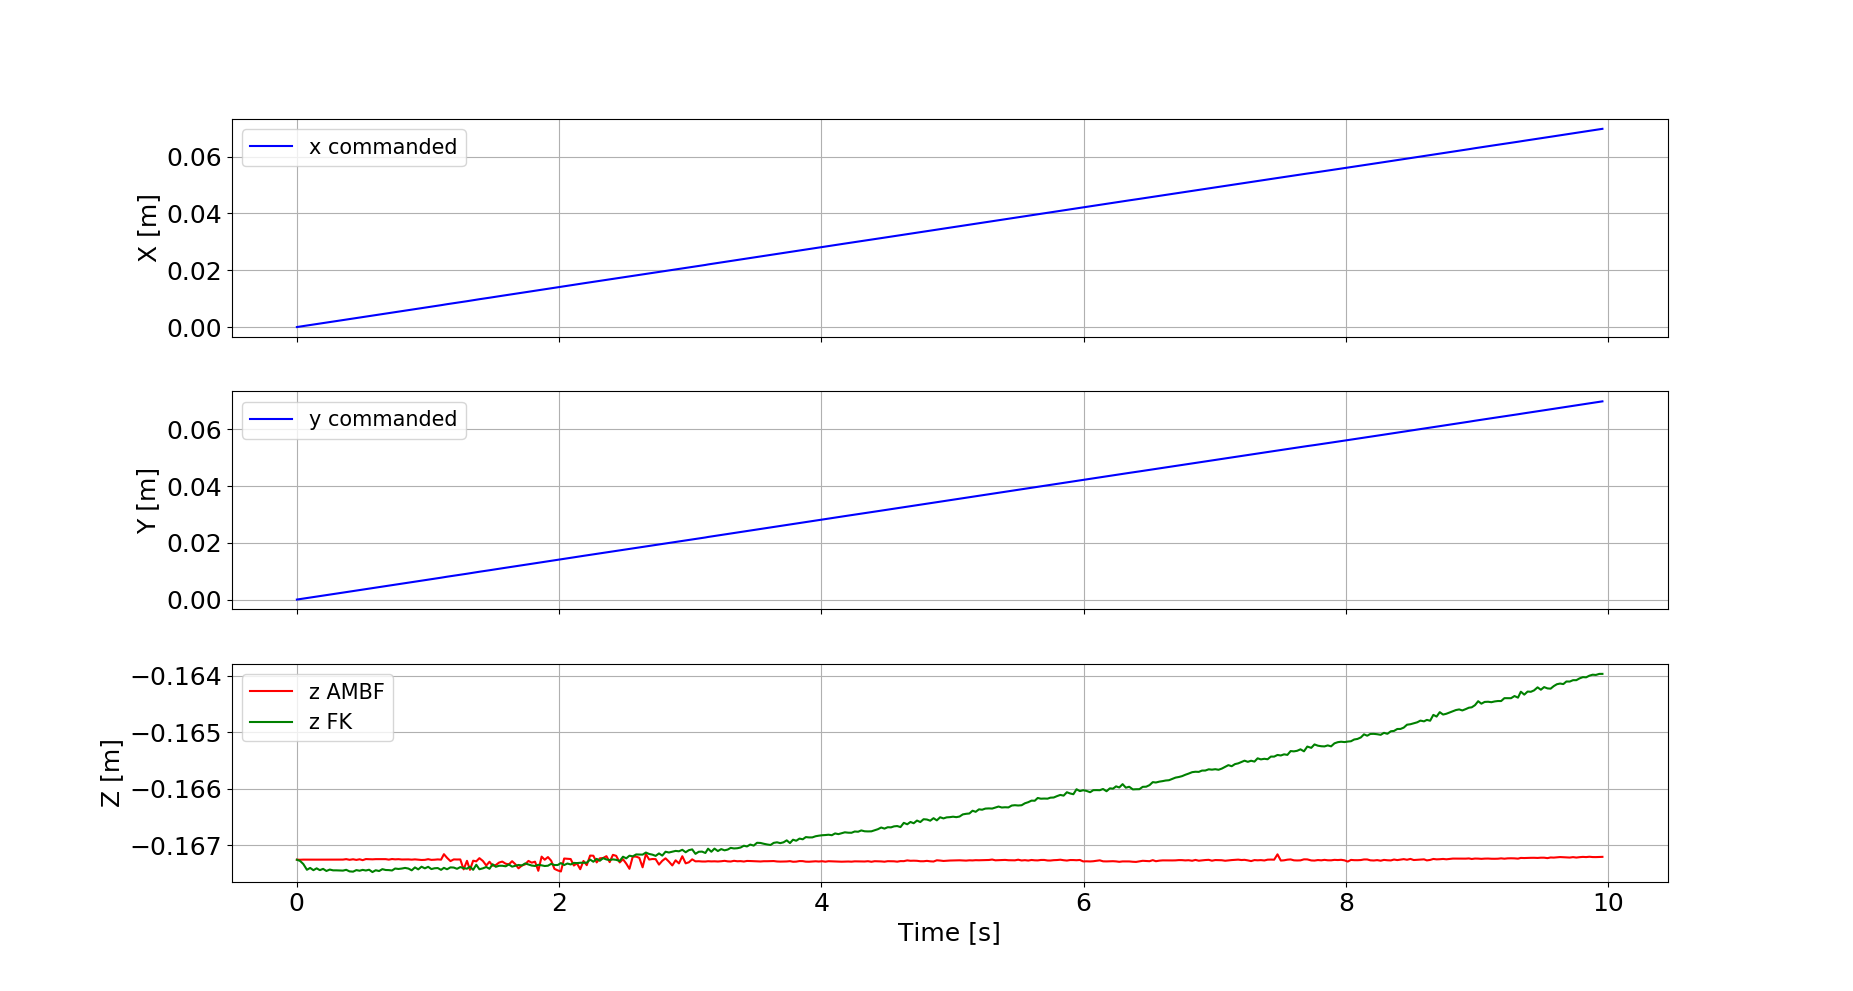 x commanded
X [m]
0.06
0.04
0.02
0.00
y commanded
Y [m]
0.06
0.04
0.02
0.00
z AMBF
z FK
Z [m]
−0.164
−0.165
−0.166
−0.167
0 2 4 6 8 10
Time [s]